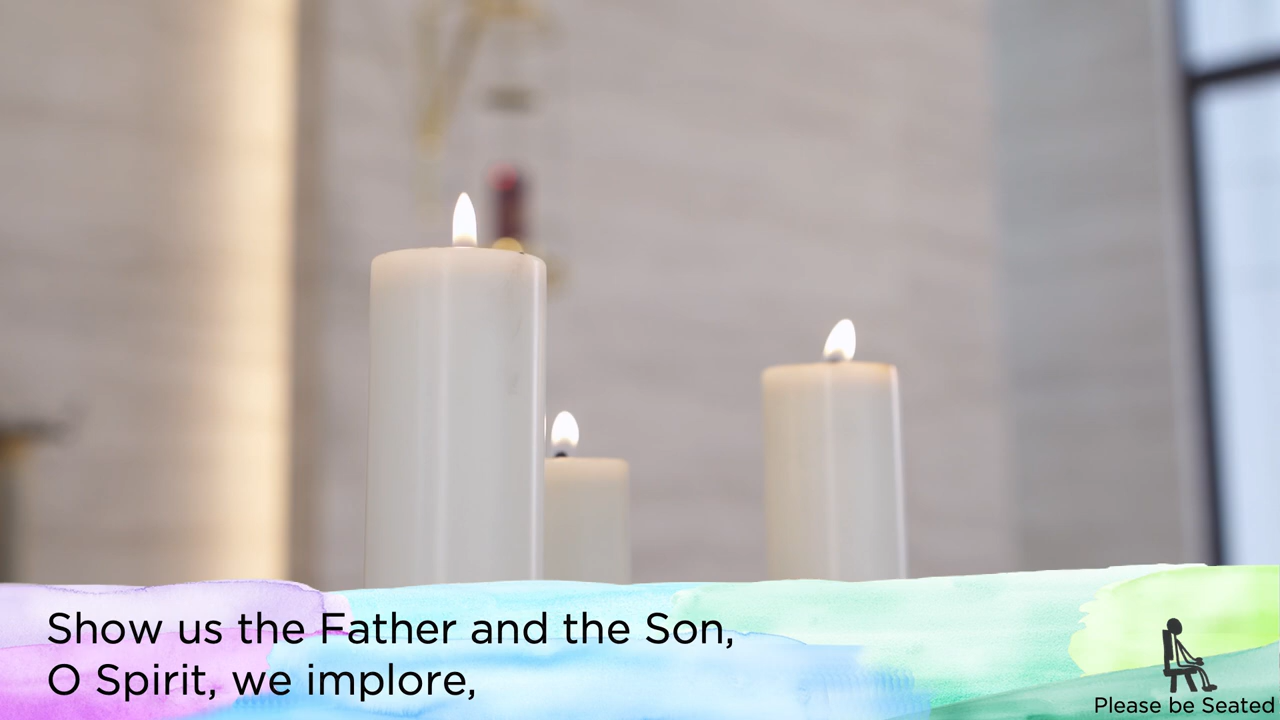 Show us the Father and the Son,
O Spirit, we implore,
Please be Seated